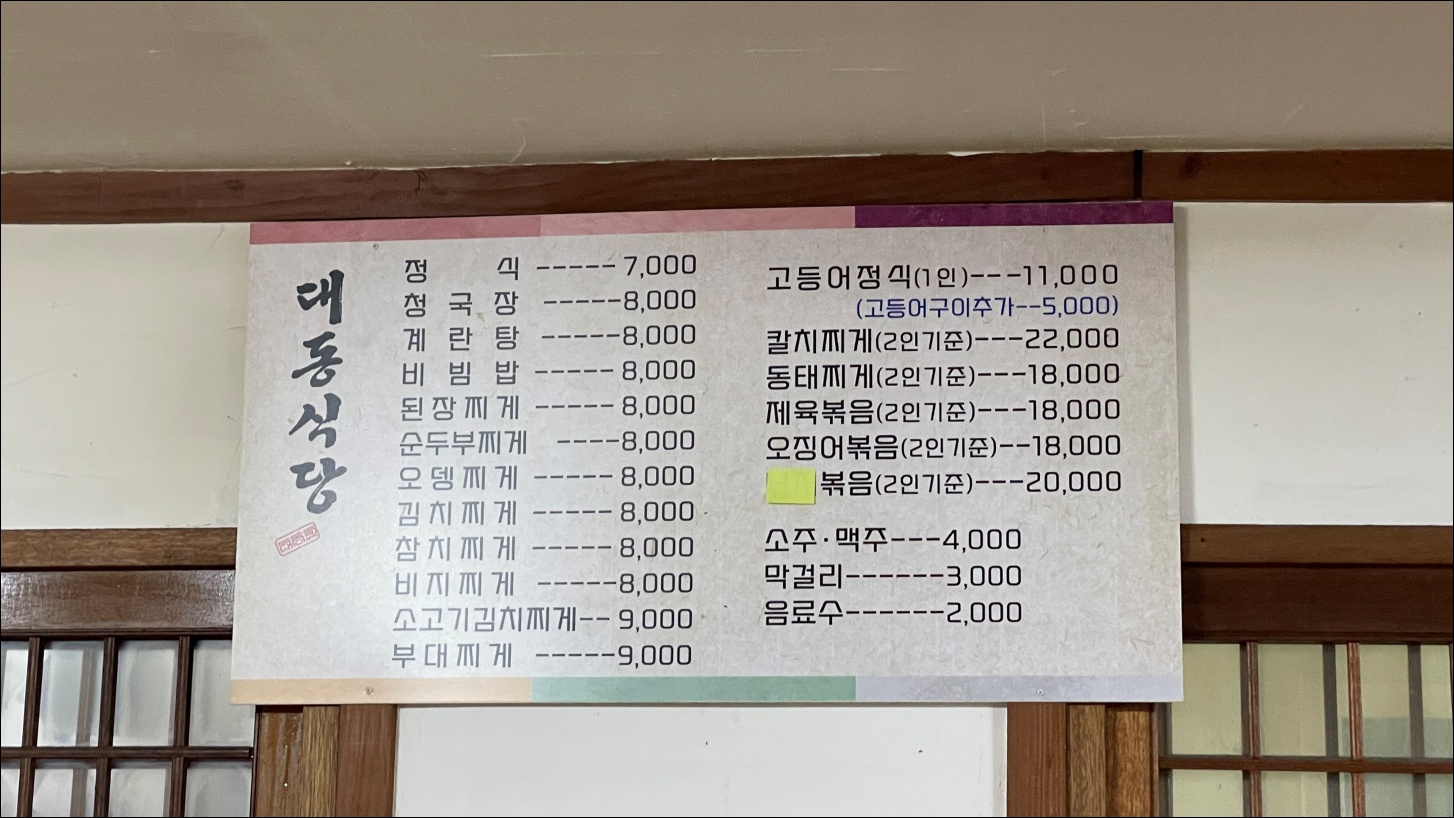 대동식당
정 식 -----7,000
청 국 장 -----8,000
계 란 탕 -----8,000
비 빔 밥 -----8,000
된장찌게 -----8,000
순두부찌게 ----8,000
오뎅찌게 -----8,000
김치찌게 -----8,000
참치찌게 -----8,000
비지찌게 -----8,000
소고기김치찌게-- 9,000
부대찌게 -----9,000
고등어정식(1인)---11,000
(고등어구이추가--5,000)
칼치찌게(2인기준)---22,000
동태찌게(2인기준)---18,000
제육볶음(2인기준)---18,000
오징어볶음(2인기준)--18,000
볶음(2인기준)---20,000
소주·맥주---4,000
막걸리------3,000
음료수------2,000